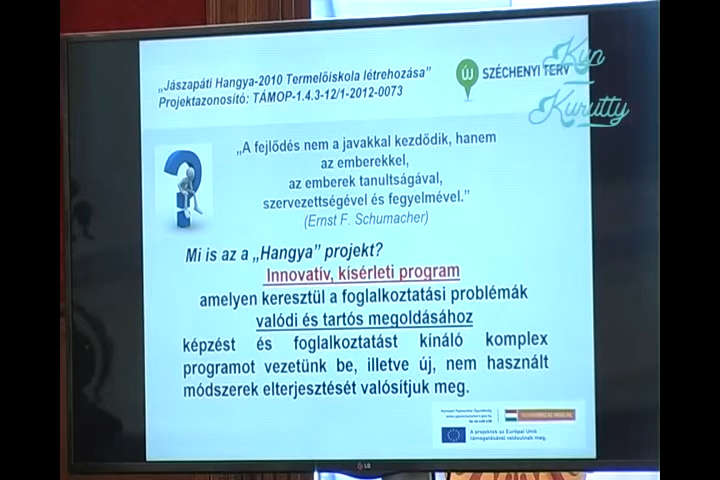 „Jászapáti Hangya-2010 Termelőiskola létrehozása”
Projektazonosító: TÁMOP-1.4.3-12/1-2012-0073
ÚJ SZÉCHENYI TERV
Kun
Kurutty
„A fejlődés nem a javakkal kezdődik, hanem
az emberekkel,
az emberek tanultságával,
szervezettségével és fegyelmével.”
(Ernst F. Schumacher)
Mi is az a „Hangya” projekt?
Innovatív, kísérleti program
amelyen keresztül a foglalkoztatási problémák
valódi és tartós megoldásához
képzést és foglalkoztatást kínáló komplex
programot vezetünk be, illetve új, nem használt
módszerek elterjesztését valósítjuk meg.
A projektek az Európai Unió
támogatásával valósulnak meg.
LG